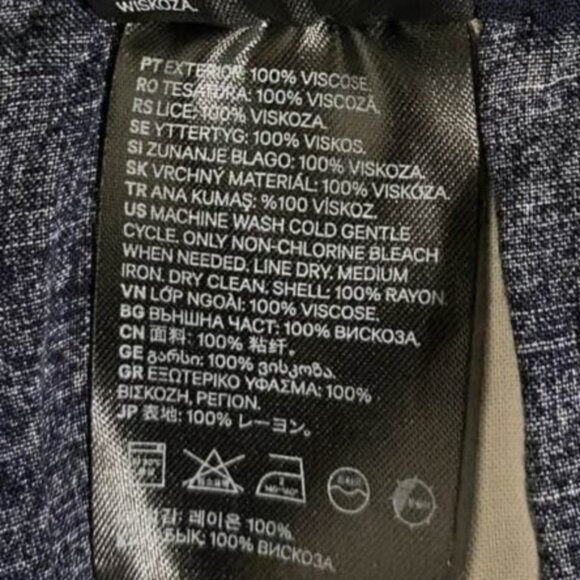 WISKOZA.
PT EXTERIOR: 100% VISCOSE.
RO TESATURA: 100% VISCOZĂ.
RS LICE: 100% VISKOZA.
SE YTTERTYG: 100% VISKOS.
SI ZUNANJE BLAGO: 100% VISKOZA.
SK VRCHNÝ MATERIÁL: 100% VISKÓZA.
TR ANA KUMAŞ: %100 VİSKOZ.
US MACHINE WASH COLD GENTLE
CYCLE. ONLY NON-CHLORINE BLEACH
WHEN NEEDED. LINE DRY. MEDIUM
IRON. DRY CLEAN. SHELL: 100% RAYON.
VN LỚP NGOÀI: 100% VISCOSE.
BG ВЪНШНА ЧАСТ: 100% ВИСКОЗА.
CN 面料: 100% 粘纤。
GE გარსი: 100% ვისკოზა.
GR ΕΞΩΤΕΡΙΚΟ ΥΦΑΣΜΑ: 100%
ΒΙΣΚΟΖΗ, ΡΕΓΙΟΝ.
JP 表地: 100% レーヨン。
겉감: 레이온 100%.
100% ВИСКОЗА.